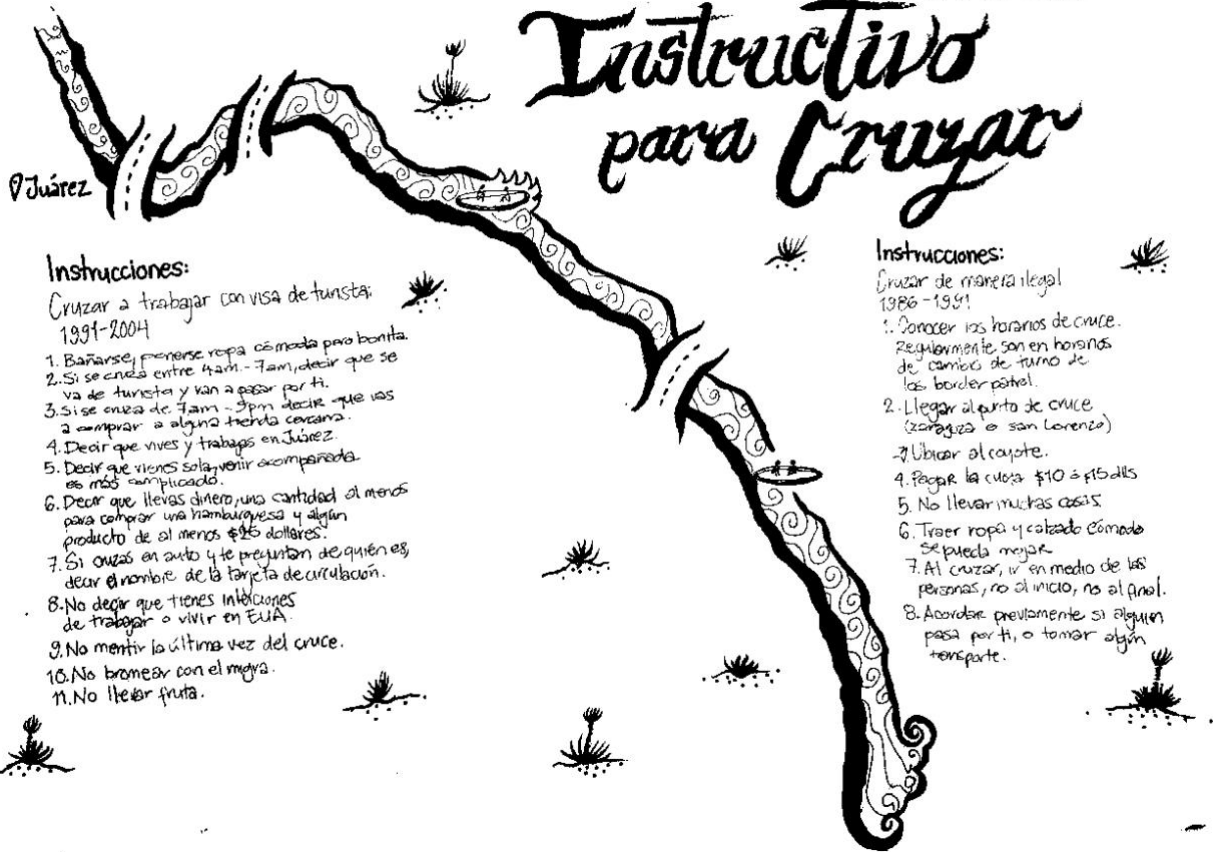 Instructivo
para Cruzar
Juárez
Instrucciones:
Cruzar a trabajar con visa de turista:
1991-2004
1. Bañarse, ponerse ropa cómoda pero bonita.
2. Si se cruza entre 4am.-7am, decir que se
va de turista y van a pasar por ti.
3. Si se cruza de 7am - 9pm decir que vas
a comprar a alguna tienda cercana.
4. Decir que vives y trabajas en Juárez.
5. Decir que vienes sola, venir acompañada
es más complicado.
6. Decir que llevas dinero, una cantidad al menos
para comprar una hamburguesa y algún
producto de al menos $25 dollares.
7. Si cruzas en auto y te preguntan de quién es,
decir el nombre de la tarjeta de circulación.
8. No decir que tienes intenciones
de trabajar o vivir en EUA.
9. No mentir la última vez del cruce.
10. No bromear con el migra.
11. No llevar fruta.
Instrucciones:
Cruzar de manera ilegal
1986-1991
1. Conocer los horarios de cruce.
Regularmente son en horarios
de cambios de turno de
los border patrol.
2. Llegar al punto de cruce
(zaragoza o san Lorenzo)
3. Ubicar al coyote.
4. Pagar la cuota $10 ó $15 dlls
5. No llevar muchas cosas.
6. Traer ropa y calzado cómodo
se pueda mojar
7. Al cruzar, ir en medio de las
personas, no al inicio, no al final.
8. Acordar previamente si alguien
pasa por ti, o tomar algún
transporte.